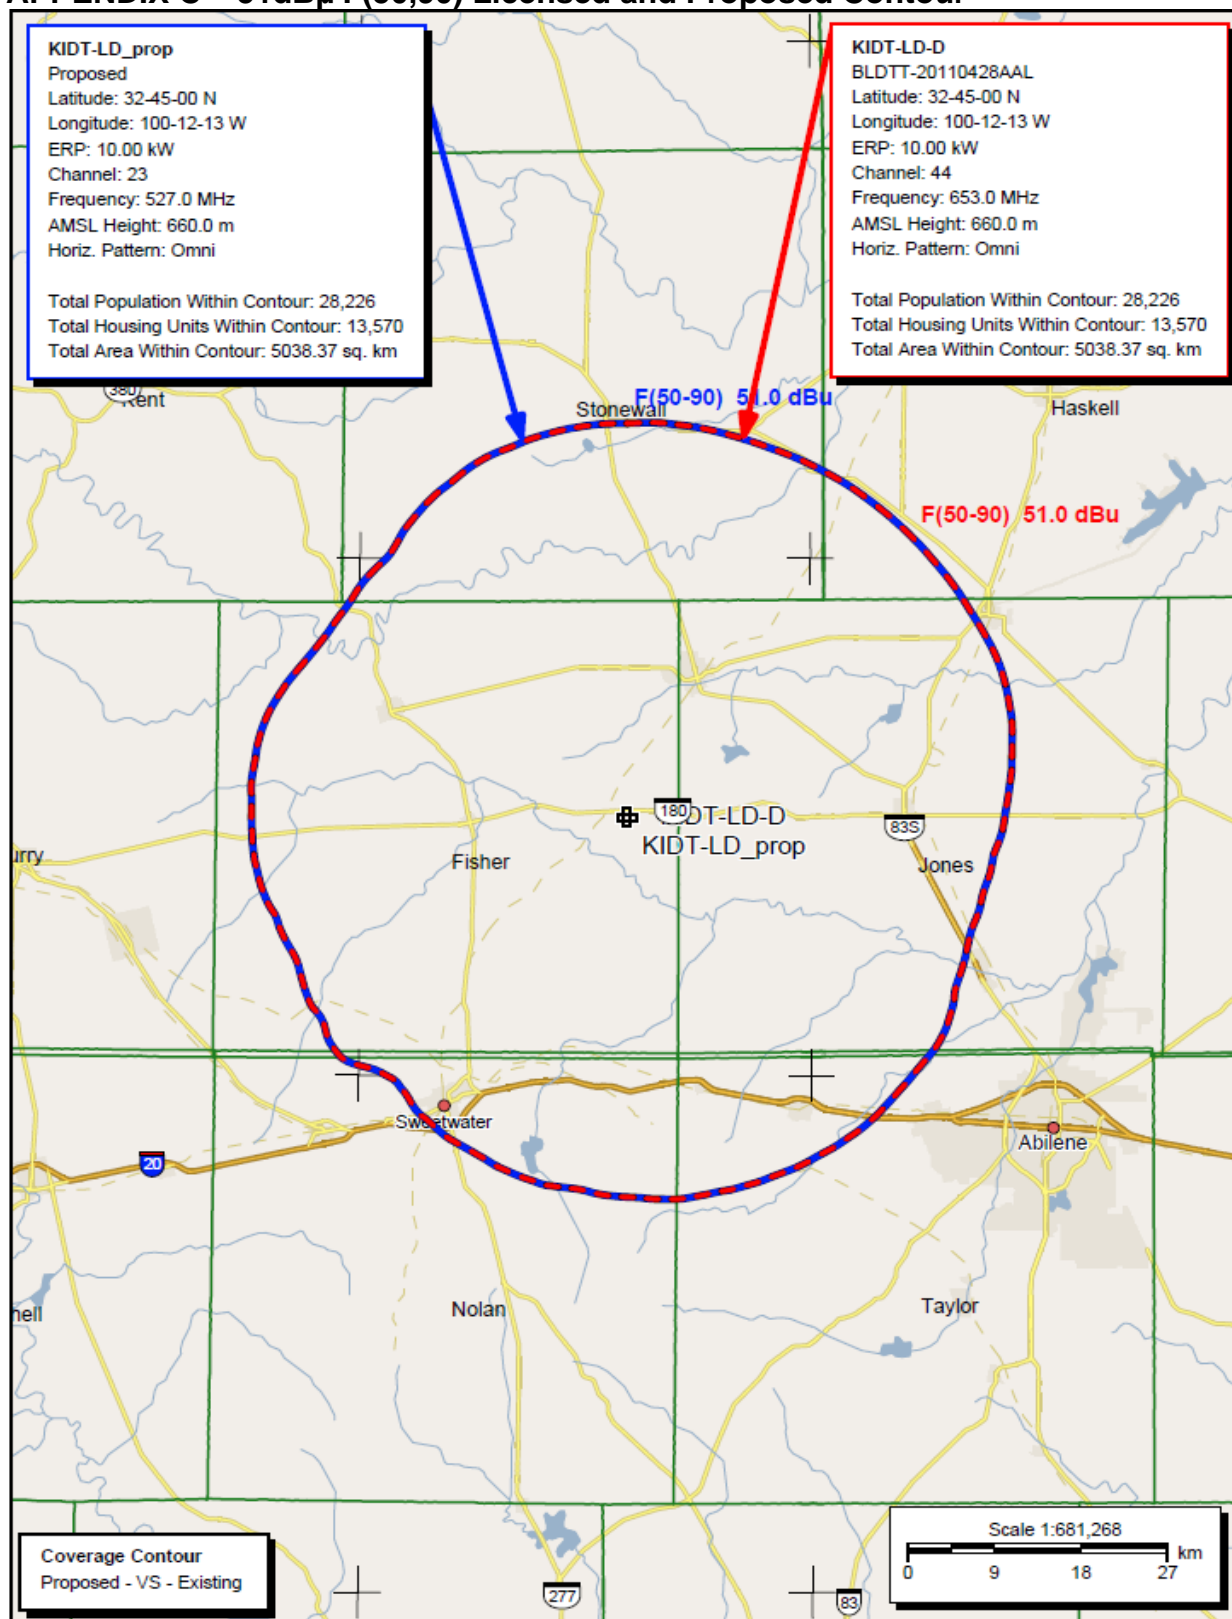 KIDT-LD_prop
Proposed
Latitude: 32-45-00 N
Longitude: 100-12-13 W
ERP: 10.00 kW
Channel: 23
Frequency: 527.0 MHz
AMSL Height: 660.0 m
Horiz. Pattern: Omni
Total Population Within Contour: 28,226
Total Housing Units Within Contour: 13,570
Total Area Within Contour: 5038.37 sq. km
KIDT-LD-D
BLDTT-20110428AAL
Latitude: 32-45-00 N
Longitude: 100-12-13 W
ERP: 10.00 kW
Channel: 44
Frequency: 653.0 MHz
AMSL Height: 660.0 m
Horiz. Pattern: Omni
Total Population Within Contour: 28,226
Total Housing Units Within Contour: 13,570
Total Area Within Contour: 5038.37 sq. km
380
Kent
F(50-90) 51.0 dBu
Stonewall
Haskell
F(50-90) 51.0 dBu
180
KIDT-LD-D
KIDT-LD_prop
83S
urry
Fisher
Jones
Sweetwater
Abilene
20
nell
Nolan
Taylor
Coverage Contour
Proposed - VS - Existing
277
83
Scale 1:681,268
km
0 9 18 27